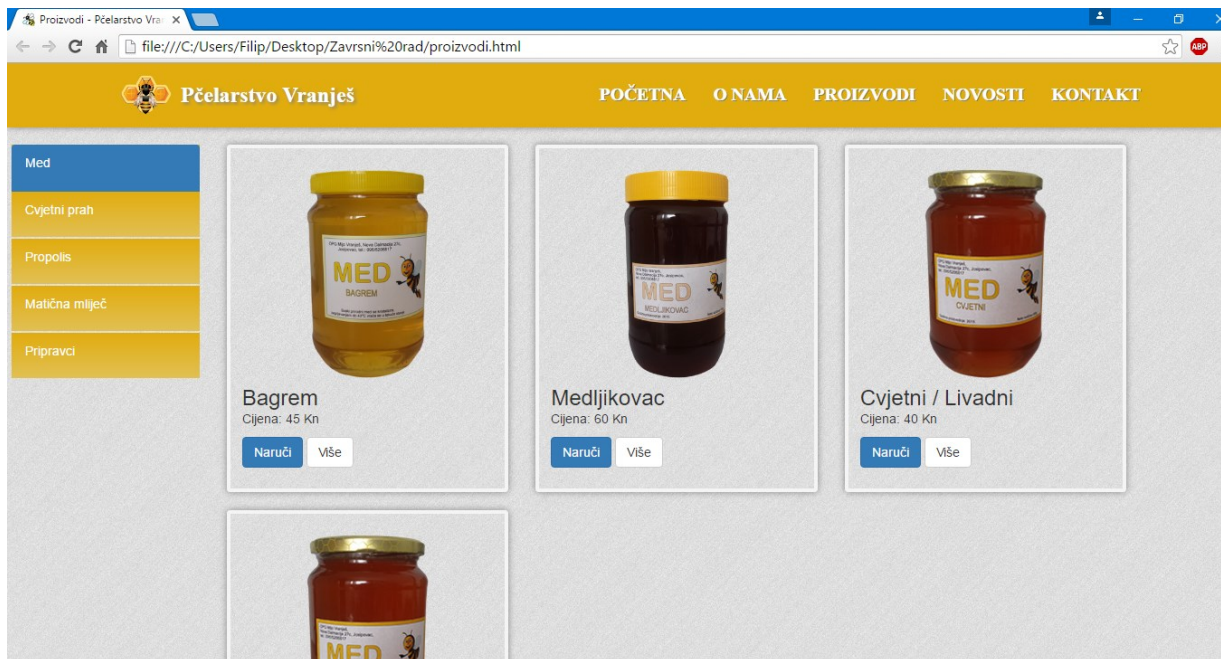 Proizvodi - Pčelarstvo Vra
file:///C:/Users/Filip/Desktop/Zavrsni%20rad/proizvodi.html
ABP
Pčelarstvo Vranješ
POČETNA O NAMA PROIZVODI NOVOSTI KONTAKT
Med
Cvjetni prah
Propolis
Matična mliječ
Pripravci
MED
BAGREM
Bagrem
Cijena: 45 Kn
Naruči Više
MED
MEDLJIKOVAC
Medljikovac
Cijena: 60 Kn
Naruči Više
MED
CVJETNI
Cvjetni / Livadni
Cijena: 40 Kn
Naruči Više
MED